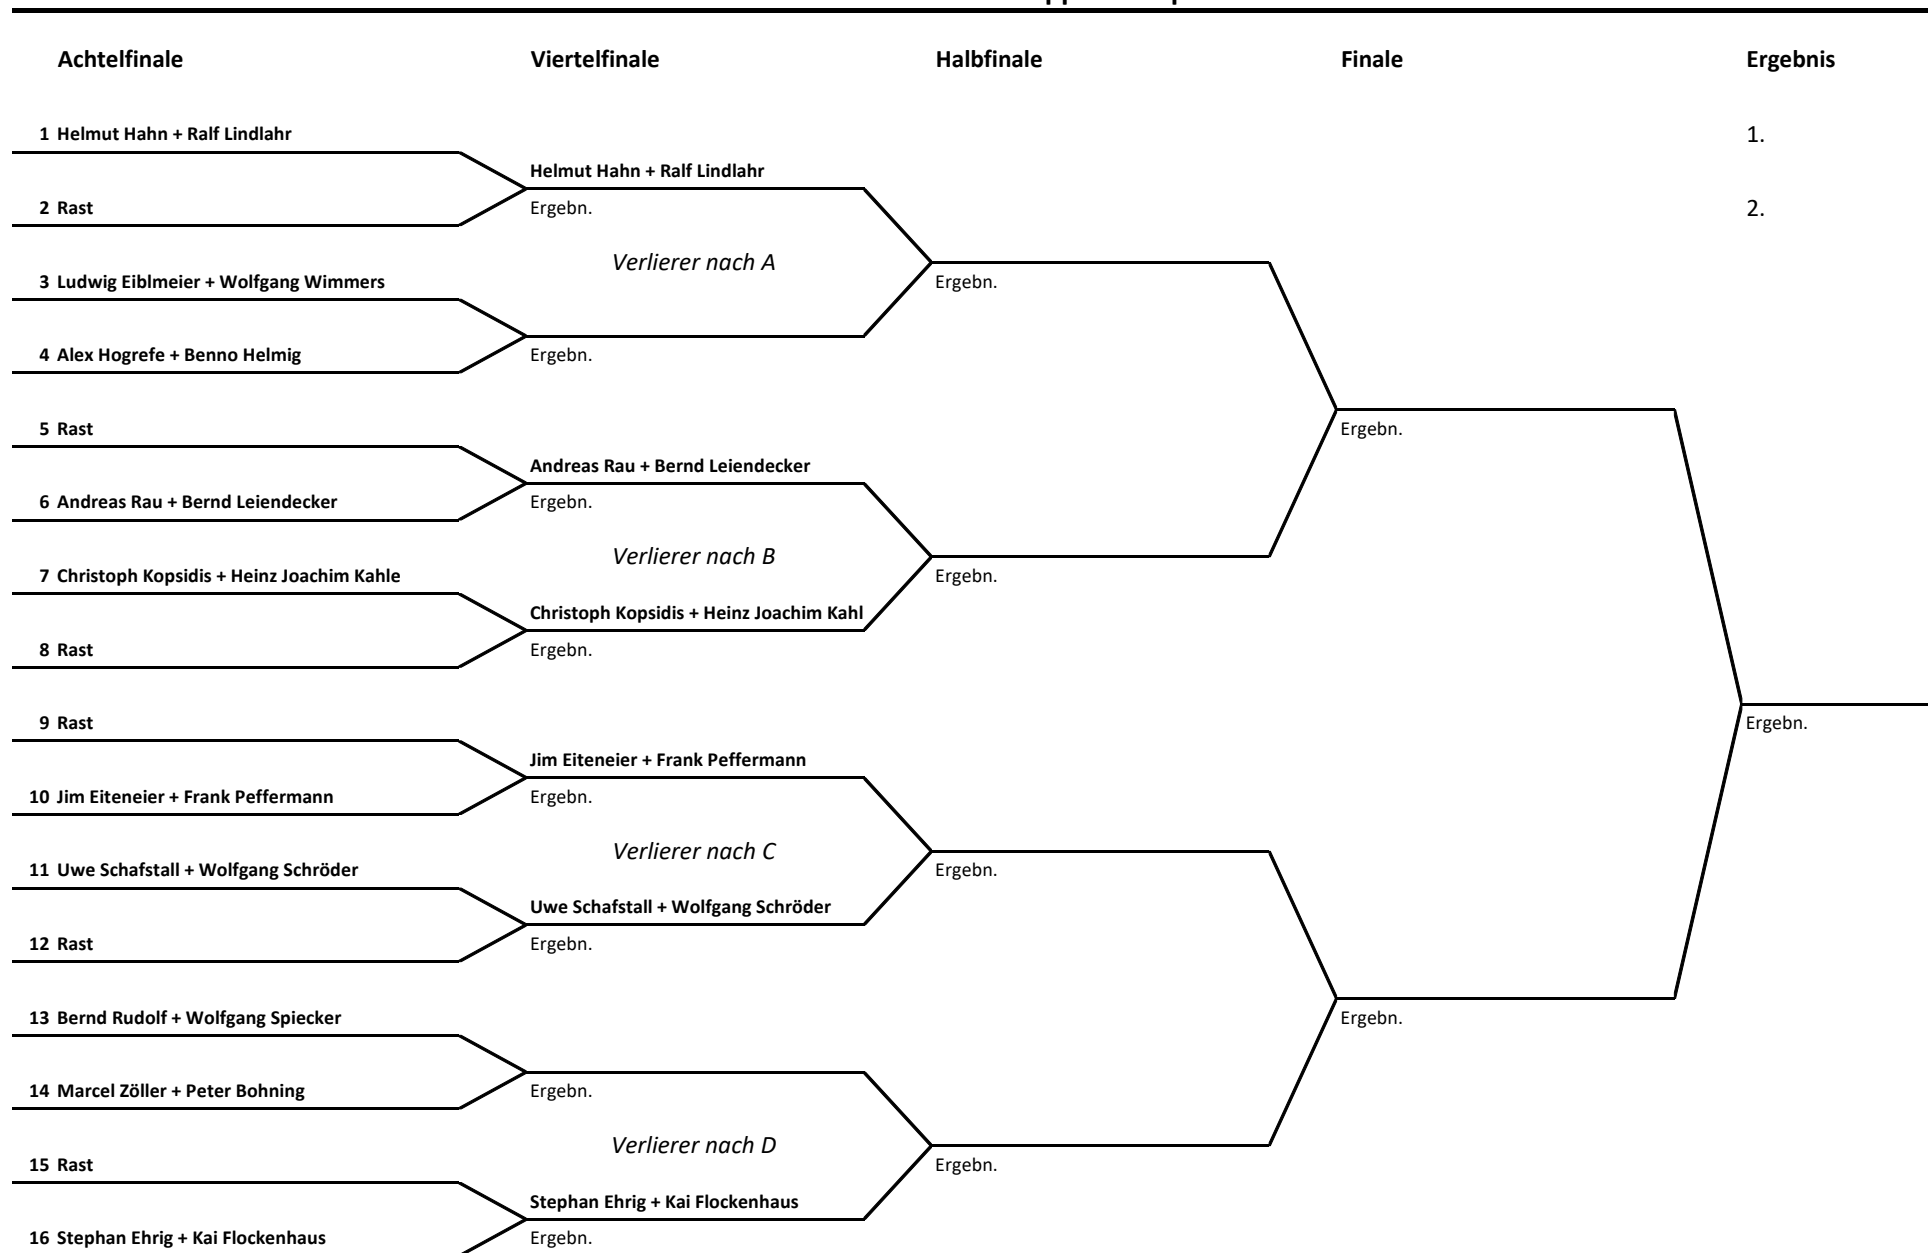 Achtelfinale Viertelfinale Halbfinale Finale Ergebnis
1 Helmut Hahn + Ralf Lindlahr 1.
Helmut Hahn + Ralf Lindlahr
2 Rast Ergebn. 2.
Verlierer nach A
3 Ludwig Eiblmeier + Wolfgang Wimmers Ergebn.
4 Alex Hogrefe + Benno Helmig Ergebn.
5 Rast Ergebn.
Andreas Rau + Bernd Leiendecker
6 Andreas Rau + Bernd Leiendecker Ergebn.
Verlierer nach B
7 Christoph Kopsidis + Heinz Joachim Kahle Ergebn.
Christoph Kopsidis + Heinz Joachim Kahl
8 Rast Ergebn.
9 Rast Ergebn.
Jim Eiteneier + Frank Peffermann
10 Jim Eiteneier + Frank Peffermann Ergebn.
Verlierer nach C
11 Uwe Schafstall + Wolfgang Schröder Ergebn.
Uwe Schafstall + Wolfgang Schröder
12 Rast Ergebn.
13 Bernd Rudolf + Wolfgang Spiecker Ergebn.
14 Marcel Zöller + Peter Bohning Ergebn.
Verlierer nach D
15 Rast Ergebn.
Stephan Ehrig + Kai Flockenhaus
16 Stephan Ehrig + Kai Flockenhaus Ergebn.